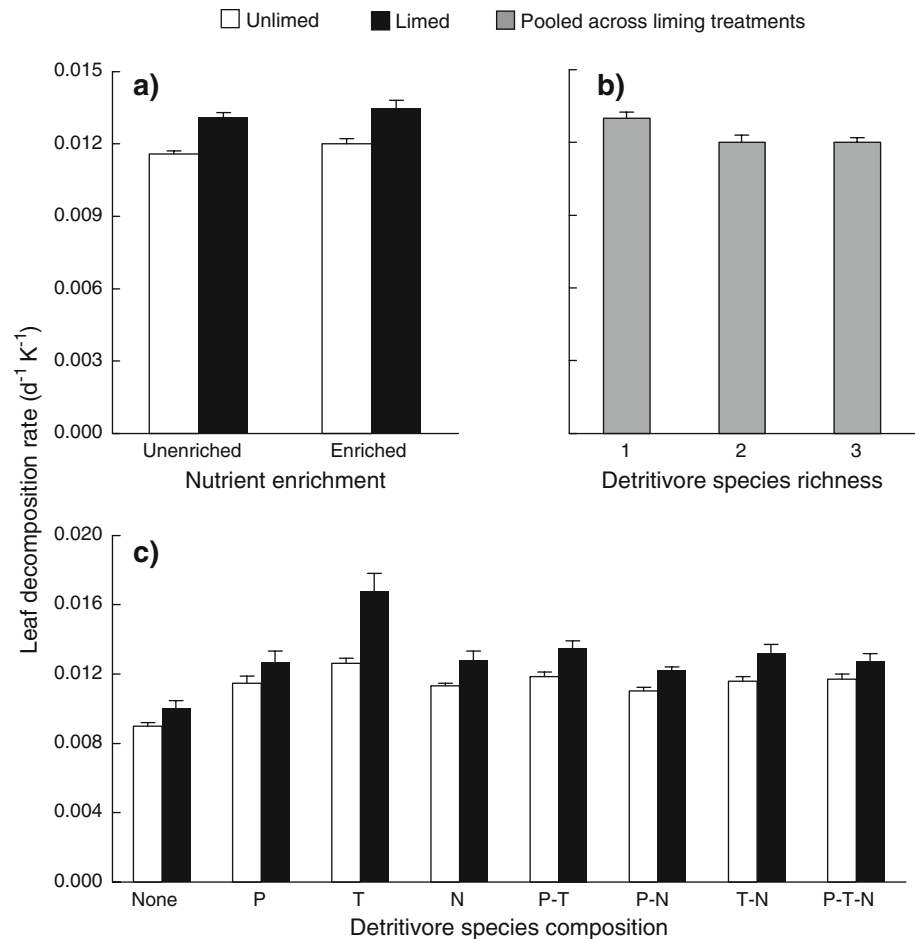 Unlimed Limed Pooled across liming treatments
Leaf decomposition rate (d⁻¹ K⁻¹)
a)
0.015
0.012
0.009
0.006
0.003
0.000
Unenriched Enriched
Nutrient enrichment
b)
1 2 3
Detritivore species richness
c)
0.020
0.016
0.012
0.008
0.004
0.000
None P T N P-T P-N T-N P-T-N
Detritivore species composition